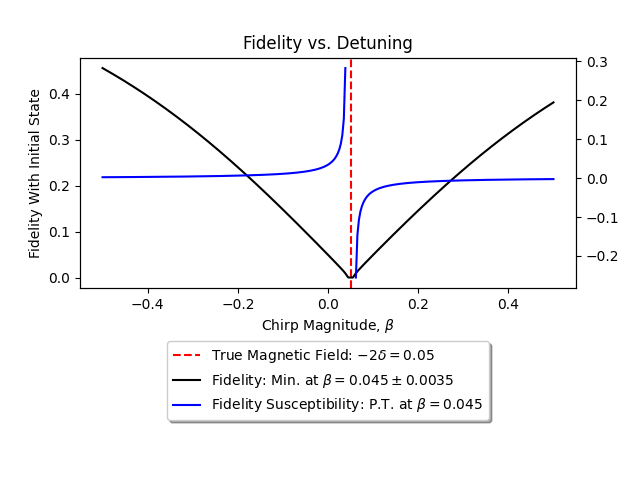 Fidelity vs. Detuning
Fidelity With Initial State
0.4
0.3
0.2
0.1
0.0
0.3
0.2
0.1
0.0
−0.1
−0.2
−0.4 −0.2 0.0 0.2 0.4
Chirp Magnitude, β
True Magnetic Field: −2δ = 0.05
Fidelity: Min. at β = 0.045 ± 0.0035
Fidelity Susceptibility: P.T. at β = 0.045